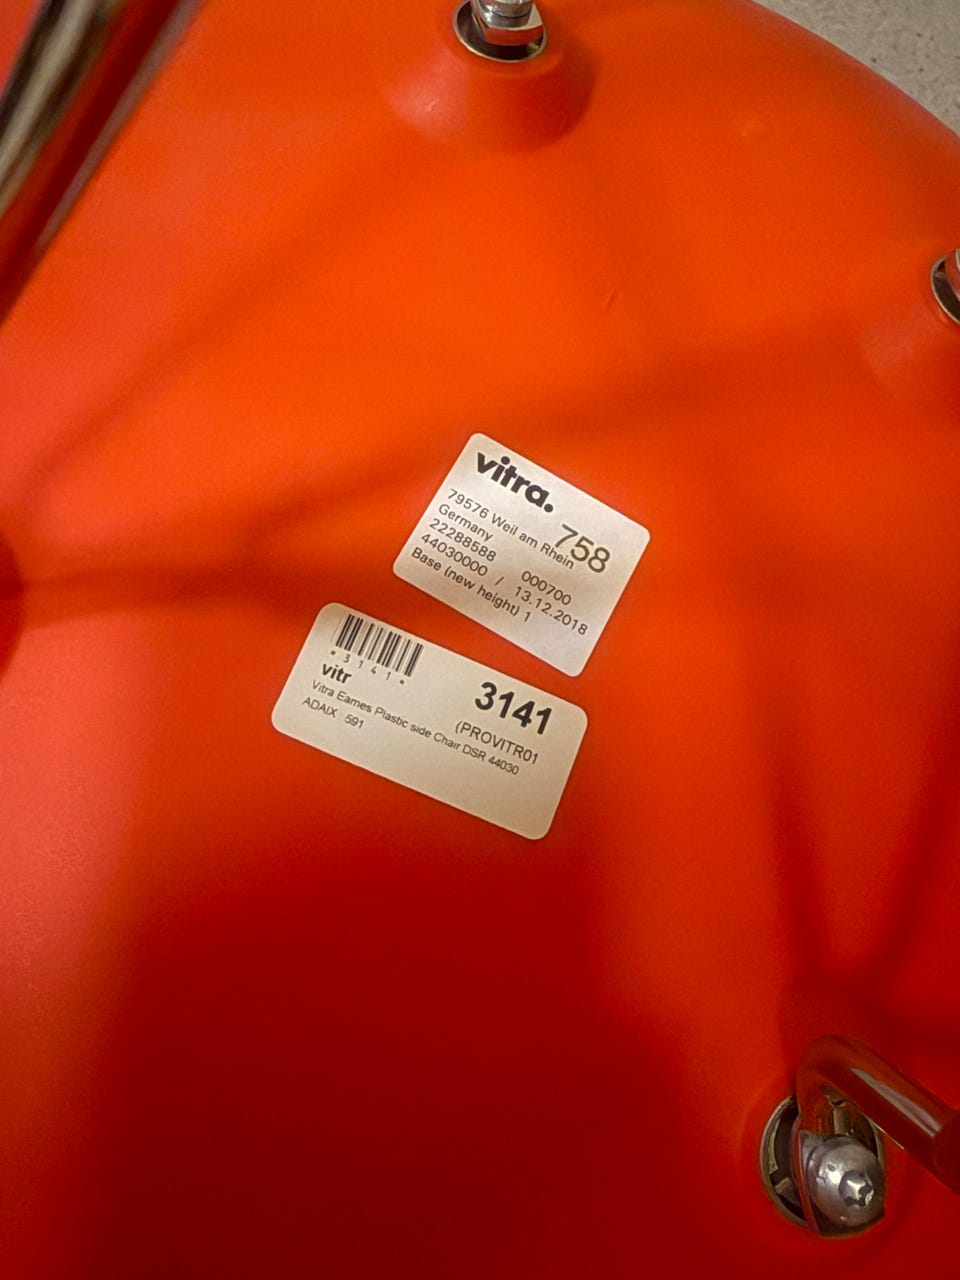 vitra.
79576 Weil am Rhein
Germany 758
22288588 000700
44030000 / 13.12.2018
Base (new height) 1
*3141*
vitr 3141
(PROVITR01
Vitra Eames Plastic side Chair DSR 44030
ADAIX 591